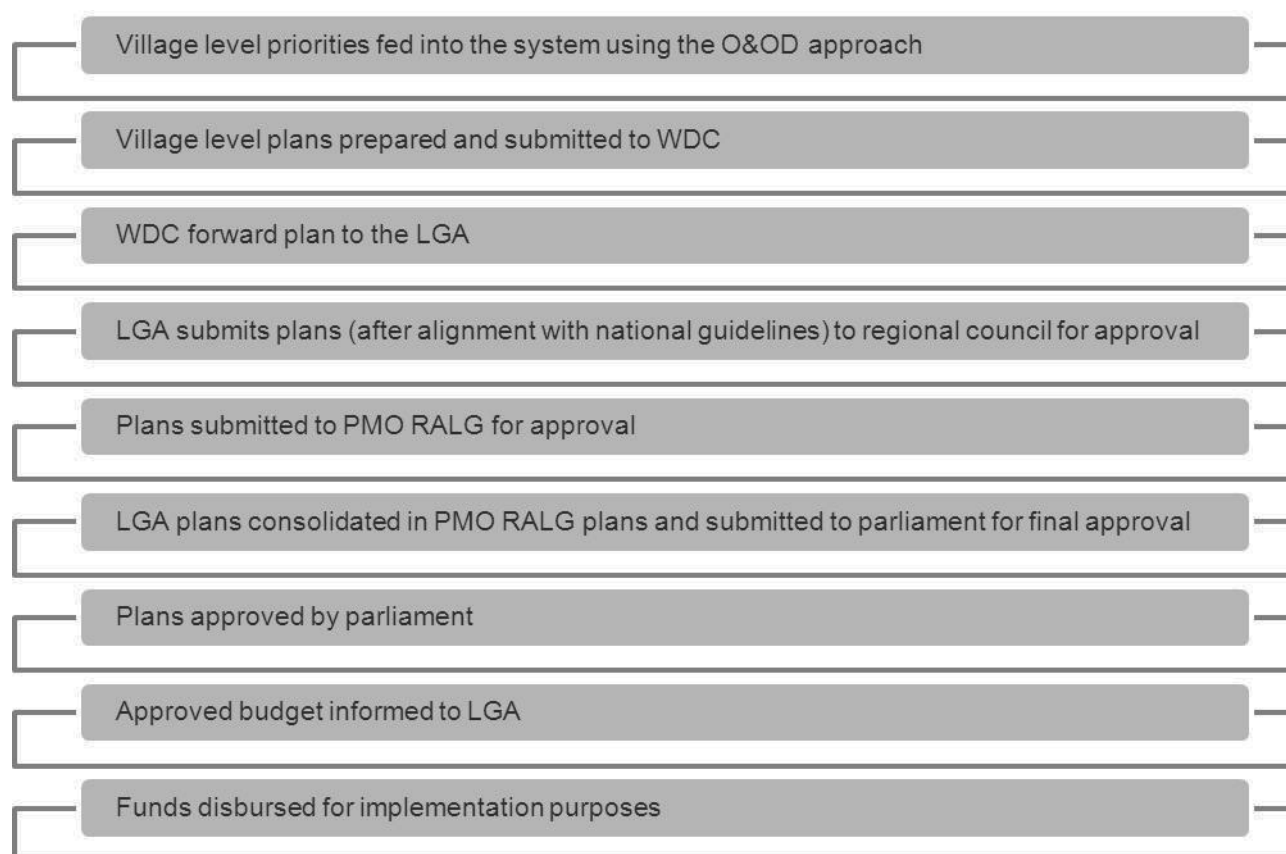 Village level priorities fed into the system using the O&OD approach
Village level plans prepared and submitted to WDC
WDC forward plan to the LGA
LGA submits plans (after alignment with national guidelines) to regional council for approval
Plans submitted to PMO RALG for approval
LGA plans consolidated in PMO RALG plans and submitted to parliament for final approval
Plans approved by parliament
Approved budget informed to LGA
Funds disbursed for implementation purposes